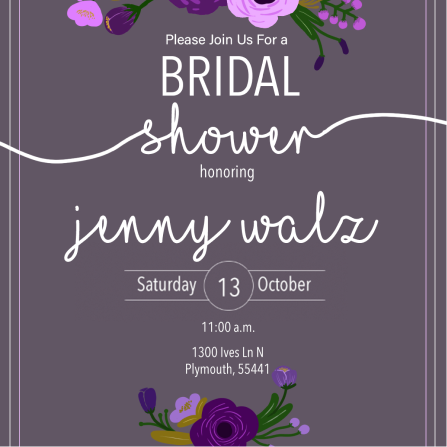 Please Join Us For a
BRIDAL
shower
honoring
jenny walz
Saturday 13 October
11:00 a.m.
1300 Ives Ln N
Plymouth, 55441